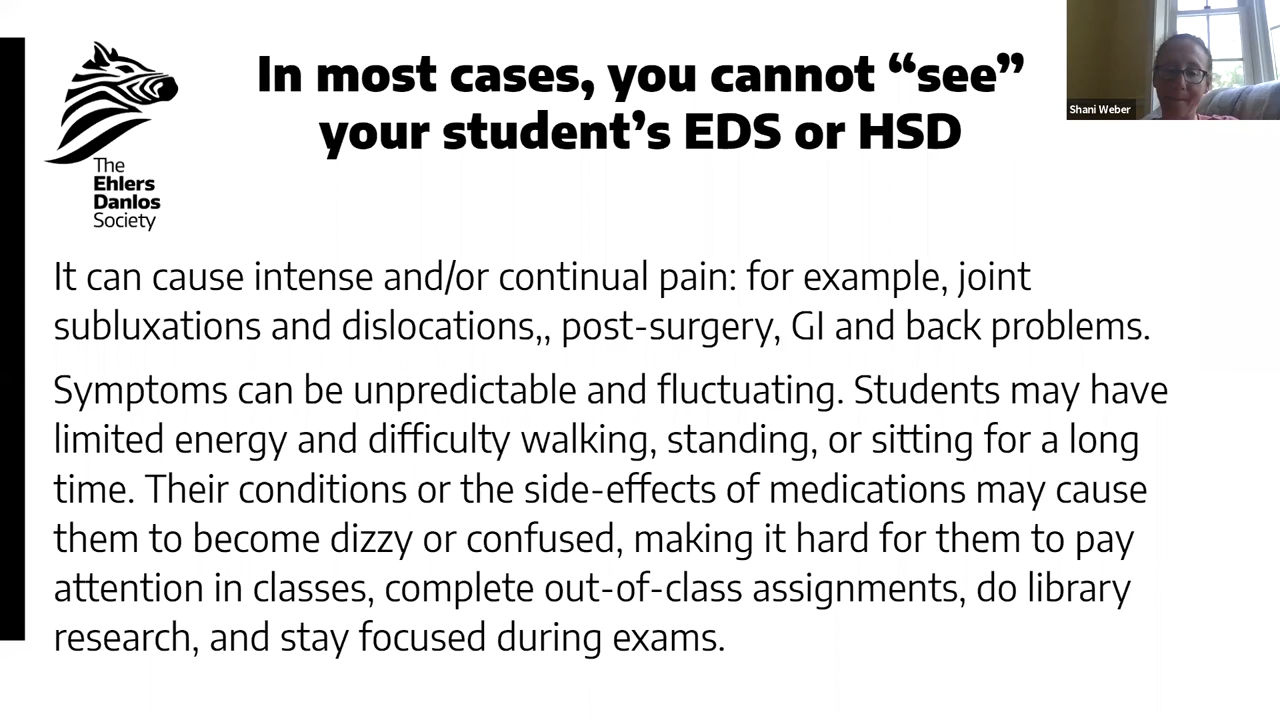 In most cases, you cannot “see”
your student’s EDS or HSD
Shani Weber
The
Ehlers
Danlos
Society
It can cause intense and/or continual pain: for example, joint
subluxations and dislocations,, post-surgery, GI and back problems.
Symptoms can be unpredictable and fluctuating. Students may have
limited energy and difficulty walking, standing, or sitting for a long
time. Their conditions or the side-effects of medications may cause
them to become dizzy or confused, making it hard for them to pay
attention in classes, complete out-of-class assignments, do library
research, and stay focused during exams.